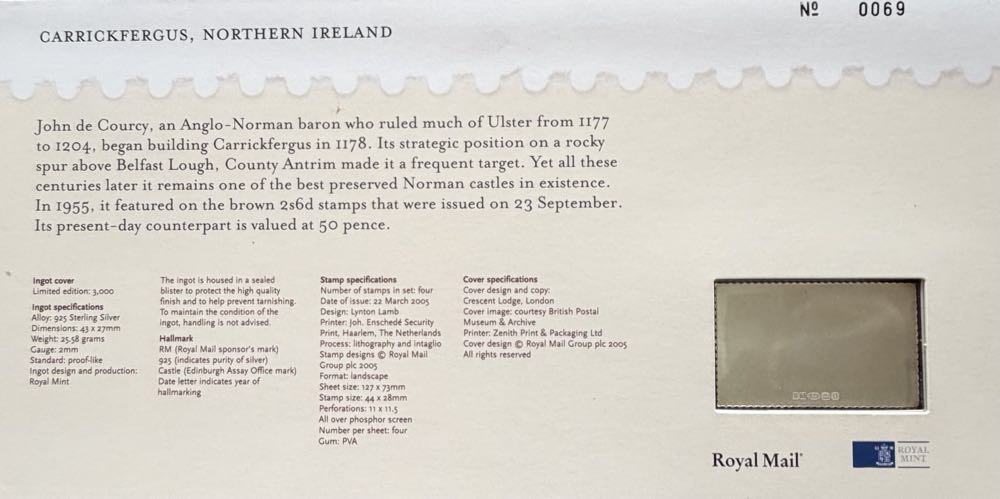 Nº 0069
CARRICKFERGUS, NORTHERN IRELAND
John de Courcy, an Anglo-Norman baron who ruled much of Ulster from 1177
to 1204, began building Carrickfergus in 1178. Its strategic position on a rocky
spur above Belfast Lough, County Antrim made it a frequent target. Yet all these
centuries later it remains one of the best preserved Norman castles in existence.
In 1955, it featured on the brown 2s6d stamps that were issued on 23 September.
Its present-day counterpart is valued at 50 pence.
Ingot cover
Limited edition: 3,000
Ingot specifications
Alloy: 925 Sterling Silver
Dimensions: 43 x 27mm
Weight: 25.58 grams
Gauge: 2mm
Standard: proof-like
Ingot design and production:
Royal Mint
The ingot is housed in a sealed
blister to protect the high quality
finish and to help prevent tarnishing.
To maintain the condition of the
ingot, handling is not advised.
Hallmark
RM (Royal Mail sponsor's mark)
925 (indicates purity of silver)
Castle (Edinburgh Assay Office mark)
Date letter indicates year of
hallmarking
Stamp specifications
Number of stamps in set: four
Date of issue: 22 March 2005
Design: Lynton Lamb
Printer: Joh. Enschedé Security
Print, Haarlem, The Netherlands
Process: lithography and intaglio
Stamp designs © Royal Mail
Group plc 2005
Format: landscape
Sheet size: 127 x 73mm
Stamp size: 44 x 28mm
Perforations: 11 x 11.5
All over phosphor screen
Number per sheet: four
Gum: PVA
Cover specifications
Cover design and copy:
Crescent Lodge, London
Cover image: courtesy British Postal
Museum & Archive
Printer: Zenith Print & Packaging Ltd
Cover design © Royal Mail Group plc 2005
All rights reserved
Royal Mail
ROYAL
MINT